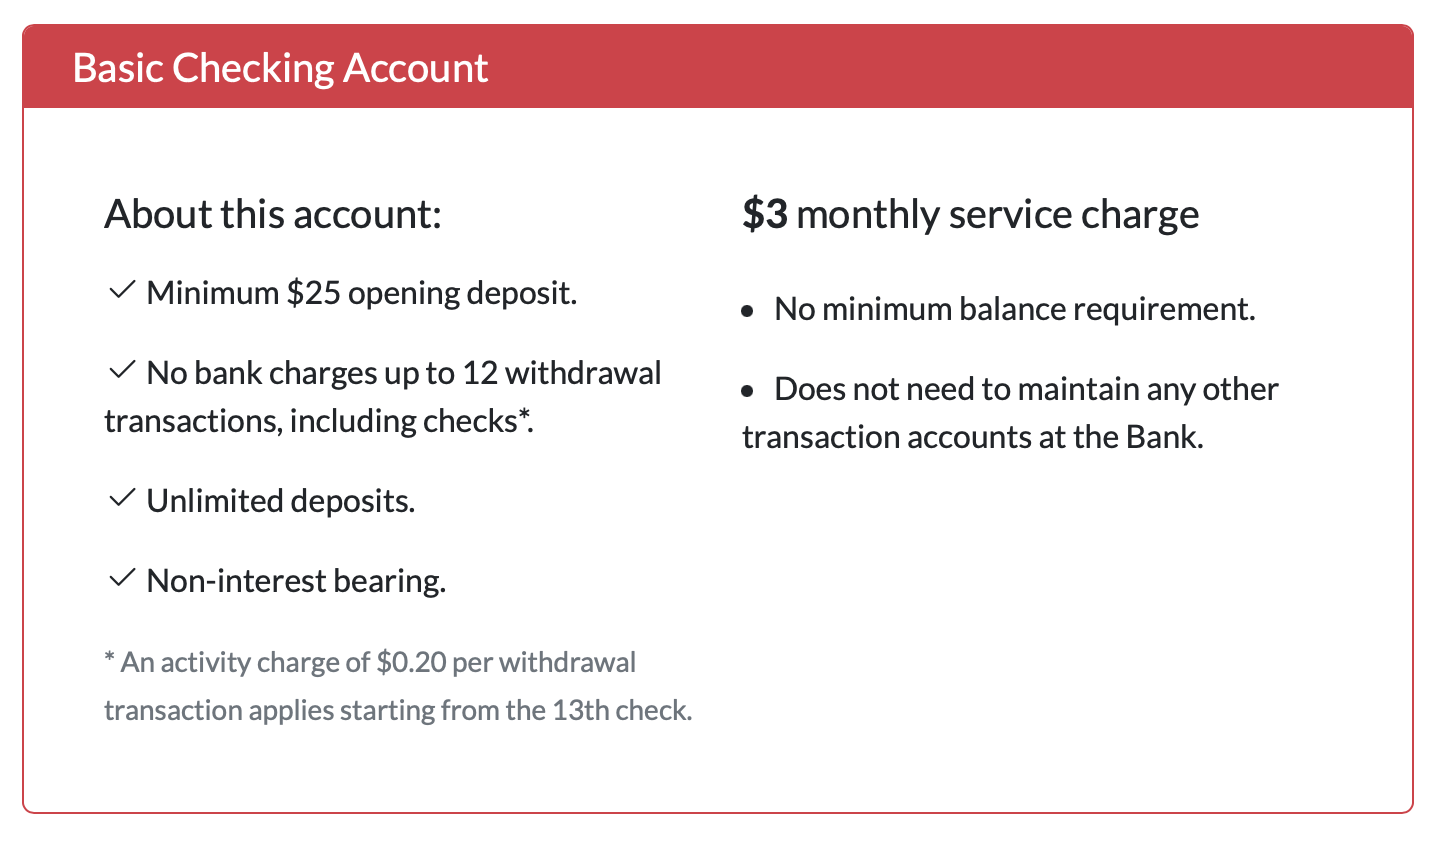 Basic Checking Account
About this account:
Minimum $25 opening deposit.
No bank charges up to 12 withdrawal
transactions, including checks*.
Unlimited deposits.
Non-interest bearing.
* An activity charge of $0.20 per withdrawal
transaction applies starting from the 13th check.
$3 monthly service charge
• No minimum balance requirement.
• Does not need to maintain any other
transaction accounts at the Bank.